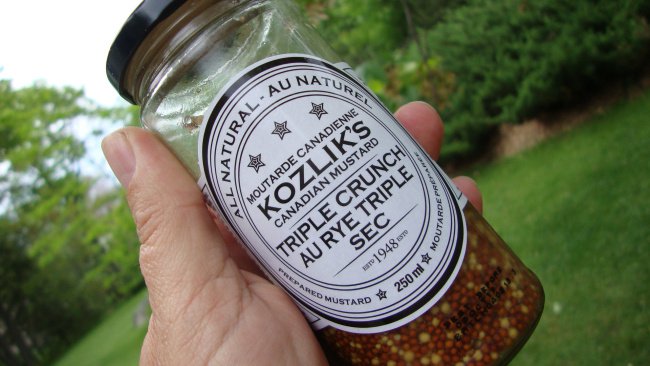 ALL NATURAL - AU NATUREL
MOUTARDE CANADIENNE
KOZLIK'S
CANADIAN MUSTARD
TRIPLE CRUNCH
AU RYE TRIPLE
SEC
ESTD 1948 ESTD
PREPARED MUSTARD
250 ml
MOUTARDE PRÉPARÉE